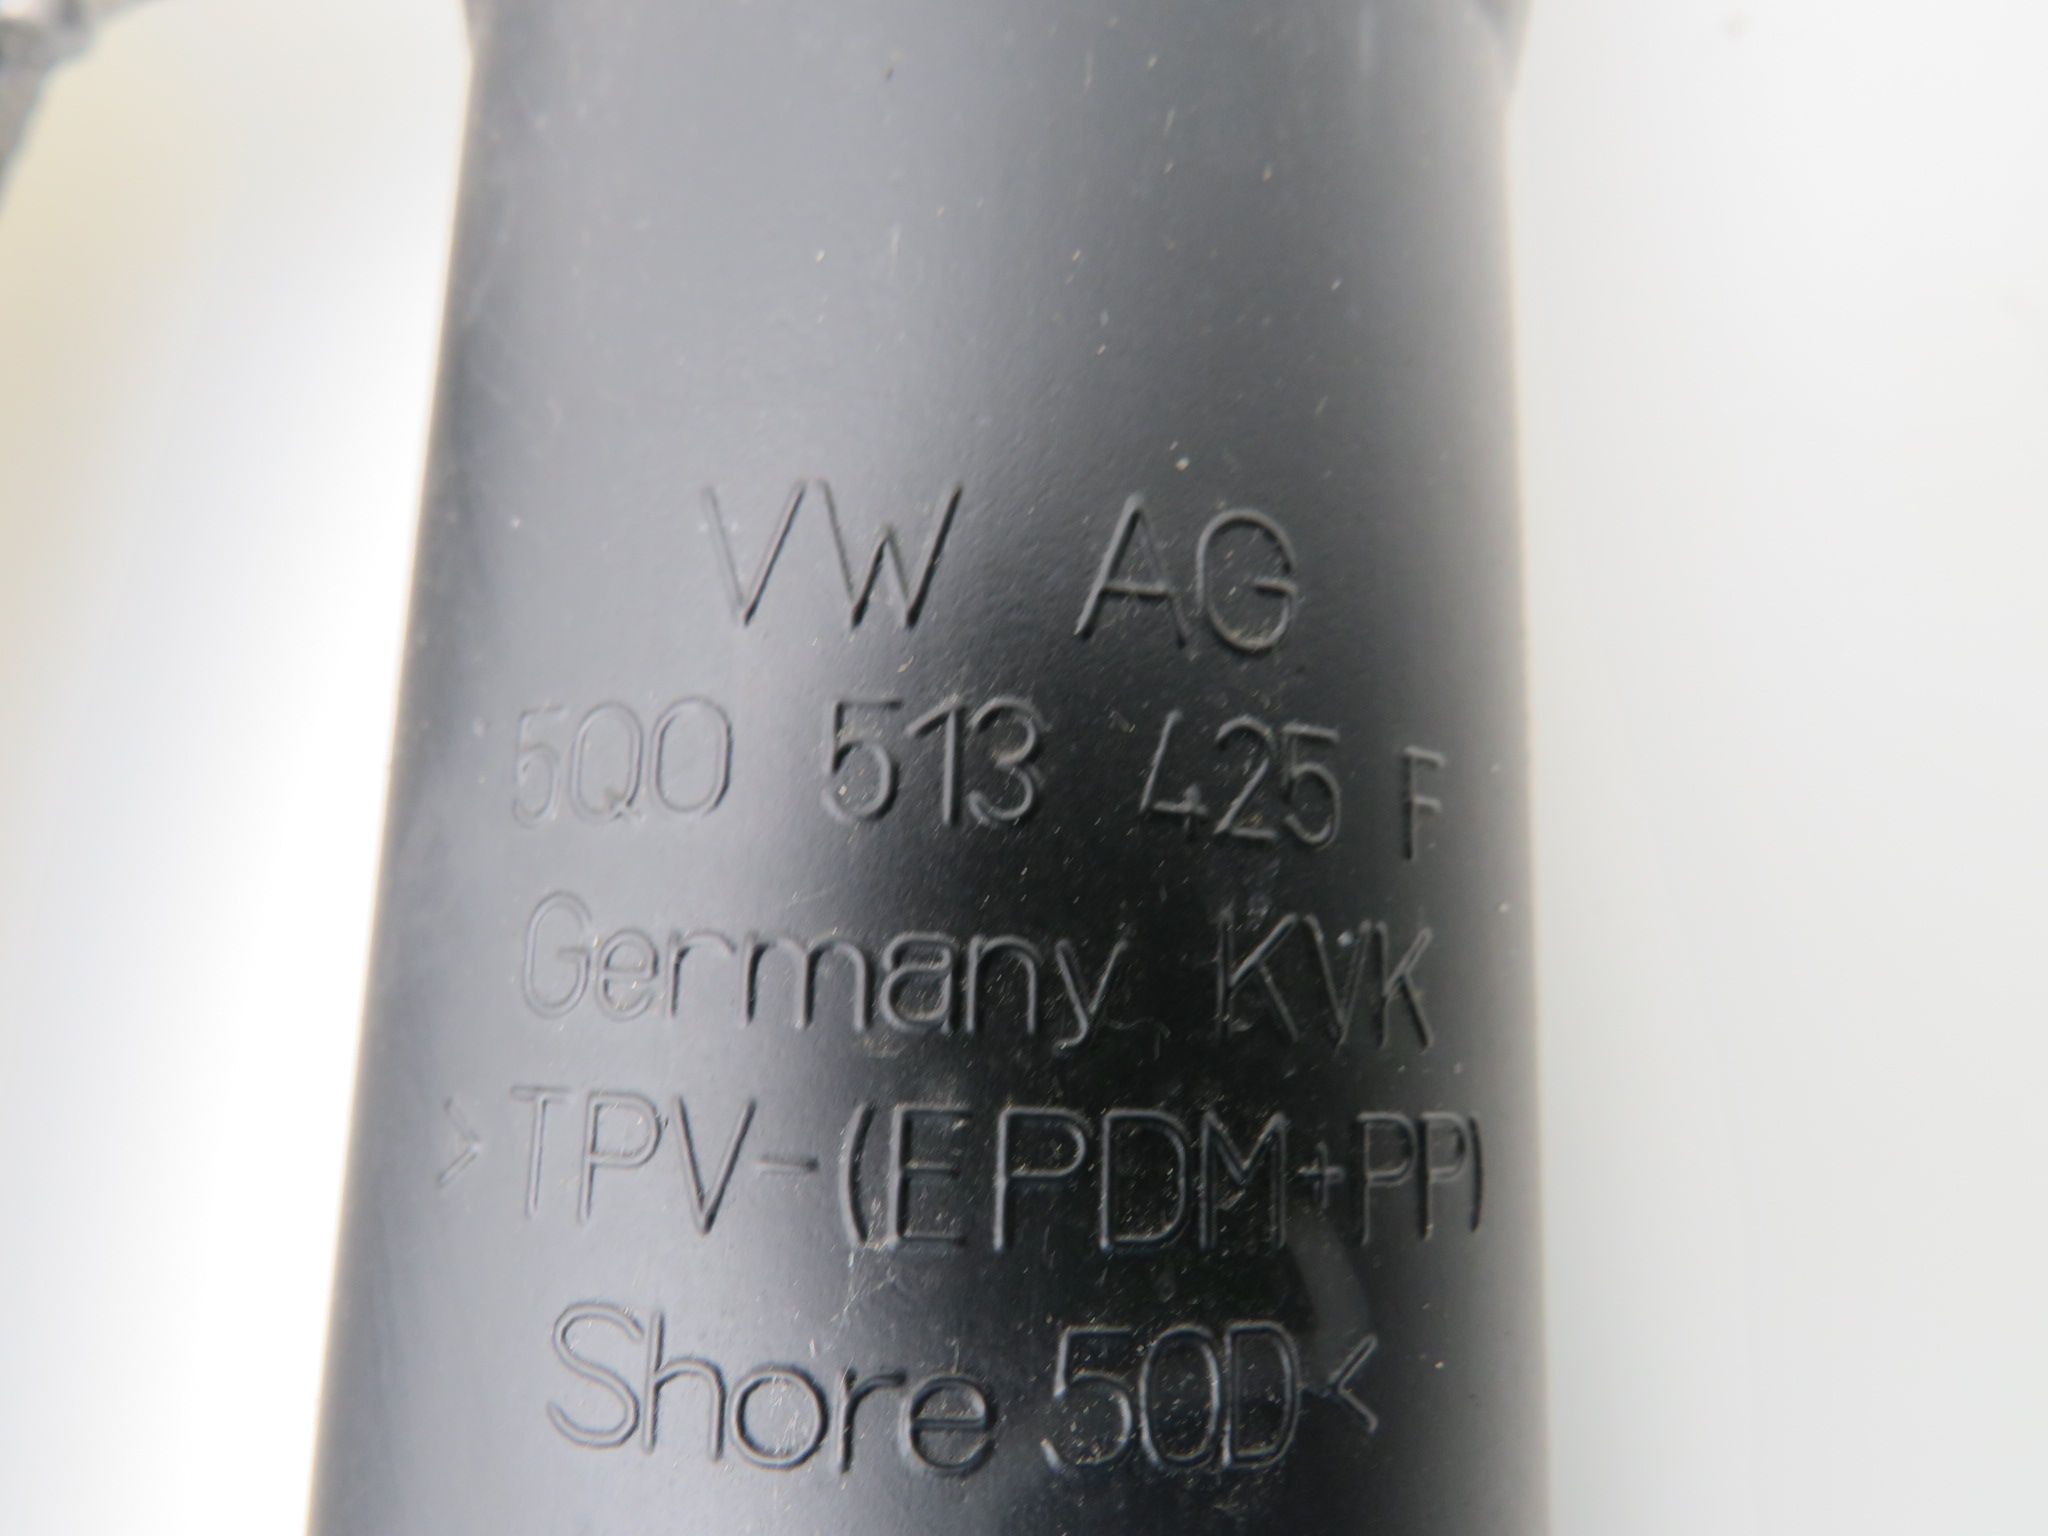 VW AG
5Q0 513 425 F
Germany KVK
>TPV-(EPDM+PP)
Shore 50D<